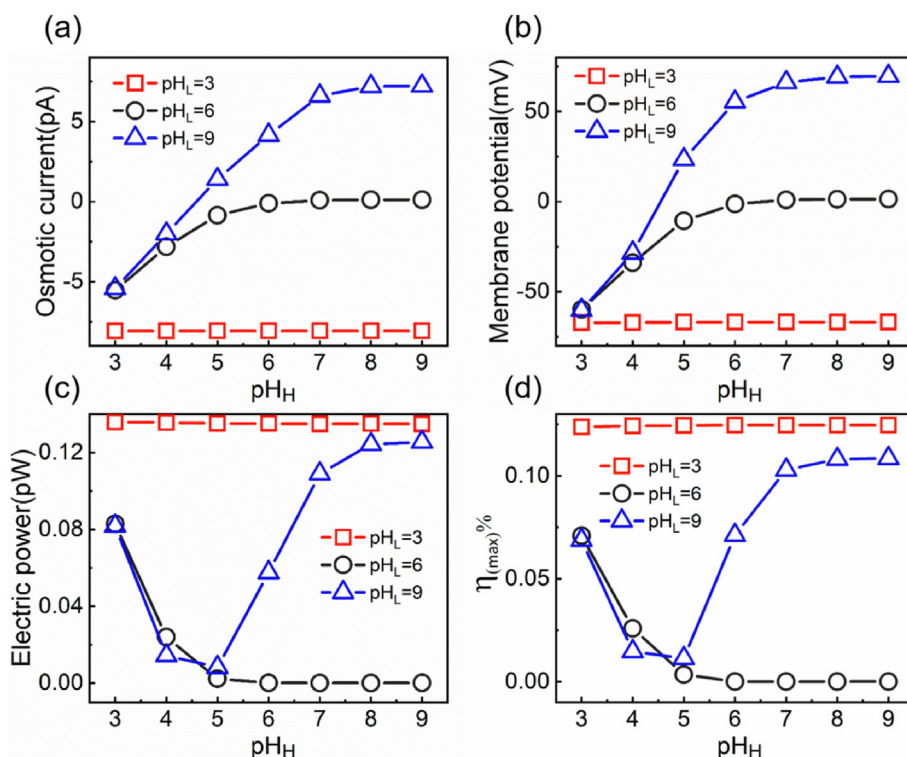 (a)
Osmotic current(pA)
5
0
-5
pH_L=3
pH_L=6
pH_L=9
3 4 5 6 7 8 9
pH_H
(b)
Membrane potential(mV)
50
0
-50
pH_L=3
pH_L=6
pH_L=9
3 4 5 6 7 8 9
pH_H
(c)
Electric power(pW)
0.12
0.08
0.04
0.00
pH_L=3
pH_L=6
pH_L=9
3 4 5 6 7 8 9
pH_H
(d)
η_(max)%
0.10
0.05
0.00
pH_L=3
pH_L=6
pH_L=9
3 4 5 6 7 8 9
pH_H